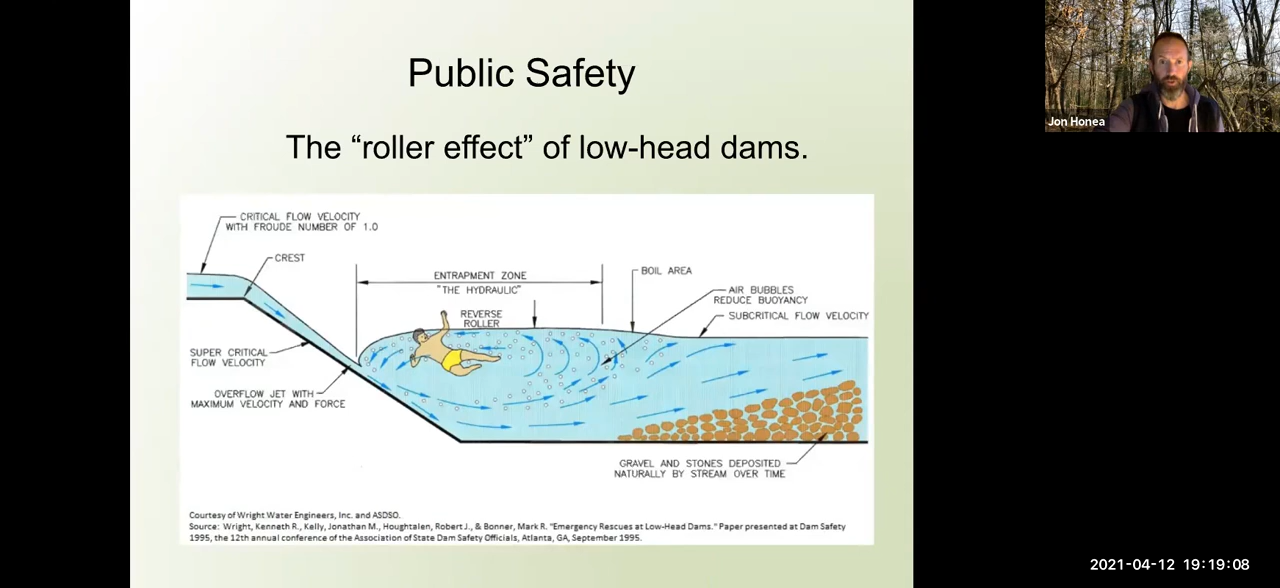 Public Safety
The “roller effect” of low-head dams.
CRITICAL FLOW VELOCITY
WITH FROUDE NUMBER OF 1.0
CREST
ENTRAPMENT ZONE
"THE HYDRAULIC"
BOIL AREA
AIR BUBBLES
REDUCE BUOYANCY
REVERSE
ROLLER
SUBCRITICAL FLOW VELOCITY
SUPER CRITICAL
FLOW VELOCITY
OVERFLOW JET WITH
MAXIMUM VELOCITY AND FORCE
GRAVEL AND STONES DEPOSITED
NATURALLY BY STREAM OVER TIME
Courtesy of Wright Water Engineers, Inc. and ASDSO.
Source: Wright, Kenneth R., Kelly, Jonathan M., Houghtalen, Robert J., & Bonner, Mark R. "Emergency Rescues at Low-Head Dams." Paper presented at Dam Safety
1995, the 12th annual conference of the Association of State Dam Safety Officials, Atlanta, GA, September 1995.
Jon Honea
2021-04-12 19:19:08